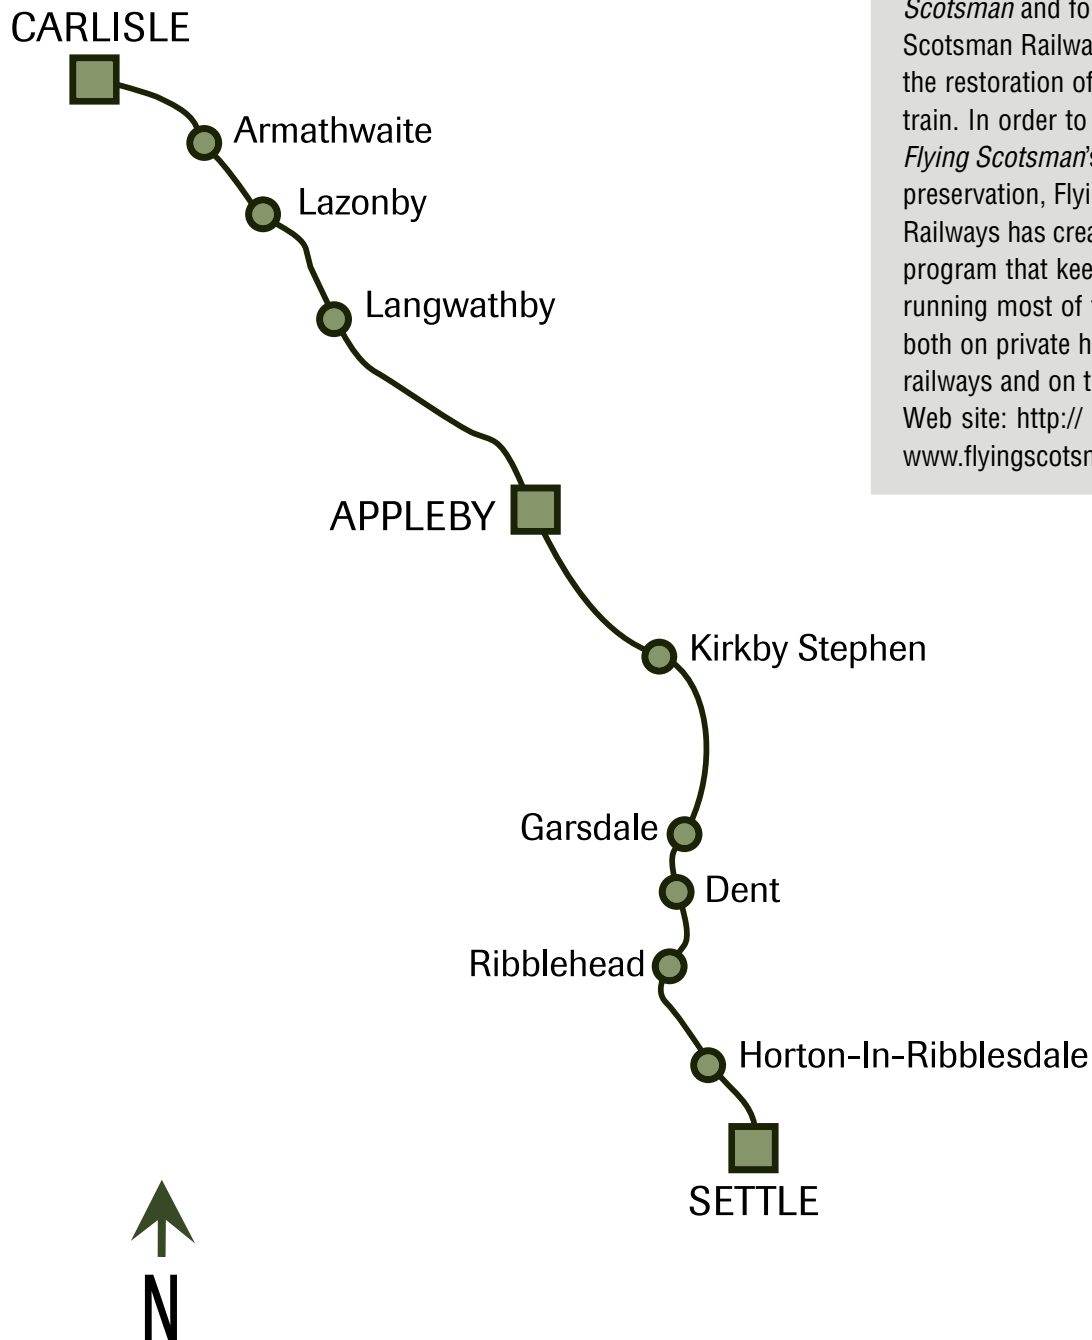 CARLISLE
Armathwaite
Lazonby
Langwathby
APPLEBY
Kirkby Stephen
Garsdale
Dent
Ribblehead
Horton-In-Ribblesdale
SETTLE
N
Scotsman and fo
Scotsman Railwa
the restoration of
train. In order to
Flying Scotsman's
preservation, Flyi
Railways has crea
program that kee
running most of
both on private h
railways and on t
Web site: http://
www.flyingscotsm